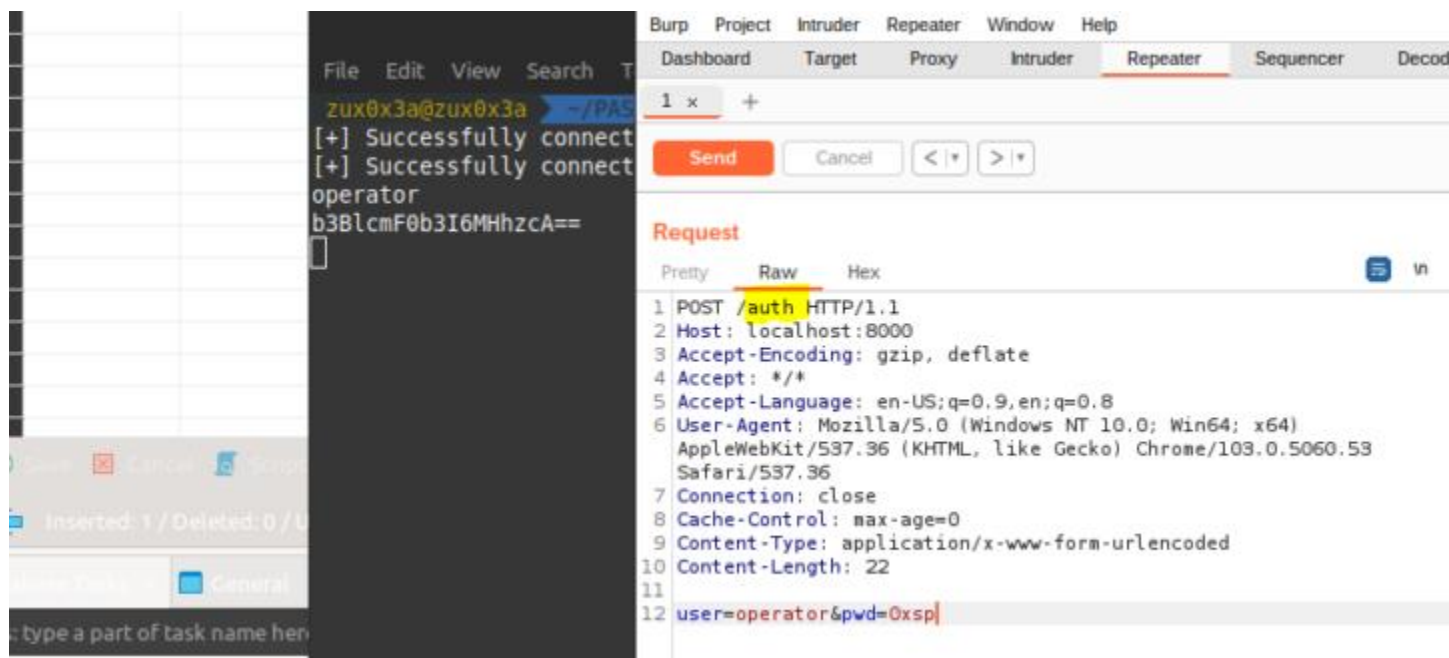 File Edit View Search T
zux0x3a@zux0x3a ~/PAS
[+] Successfully connect
[+] Successfully connect
operator
b3BlcmF0b3I6MHhzcA==
Save Cancel Script
Inserted: 1 / Deleted: 0 / U
General
: type a part of task name her
Burp Project Intruder Repeater Window Help
Dashboard Target Proxy Intruder Repeater Sequencer Decod
1 × +
Send Cancel < > 
Request
Pretty Raw Hex \n
1 POST /auth HTTP/1.1
2 Host: localhost:8000
3 Accept-Encoding: gzip, deflate
4 Accept: */*
5 Accept-Language: en-US;q=0.9,en;q=0.8
6 User-Agent: Mozilla/5.0 (Windows NT 10.0; Win64; x64)
AppleWebKit/537.36 (KHTML, like Gecko) Chrome/103.0.5060.53
Safari/537.36
7 Connection: close
8 Cache-Control: max-age=0
9 Content-Type: application/x-www-form-urlencoded
10 Content-Length: 22
11
12 user=operator&pwd=0xsp